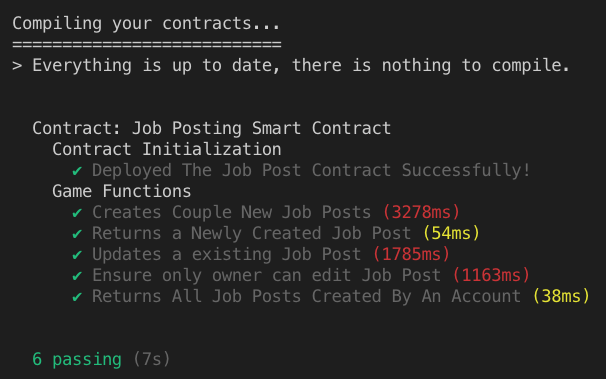 Compiling your contracts...
===========================
> Everything is up to date, there is nothing to compile.
Contract: Job Posting Smart Contract
Contract Initialization
✔ Deployed The Job Post Contract Successfully!
Game Functions
✔ Creates Couple New Job Posts (3278ms)
✔ Returns a Newly Created Job Post (54ms)
✔ Updates a existing Job Post (1785ms)
✔ Ensure only owner can edit Job Post (1163ms)
✔ Returns All Job Posts Created By An Account (38ms)
6 passing (7s)